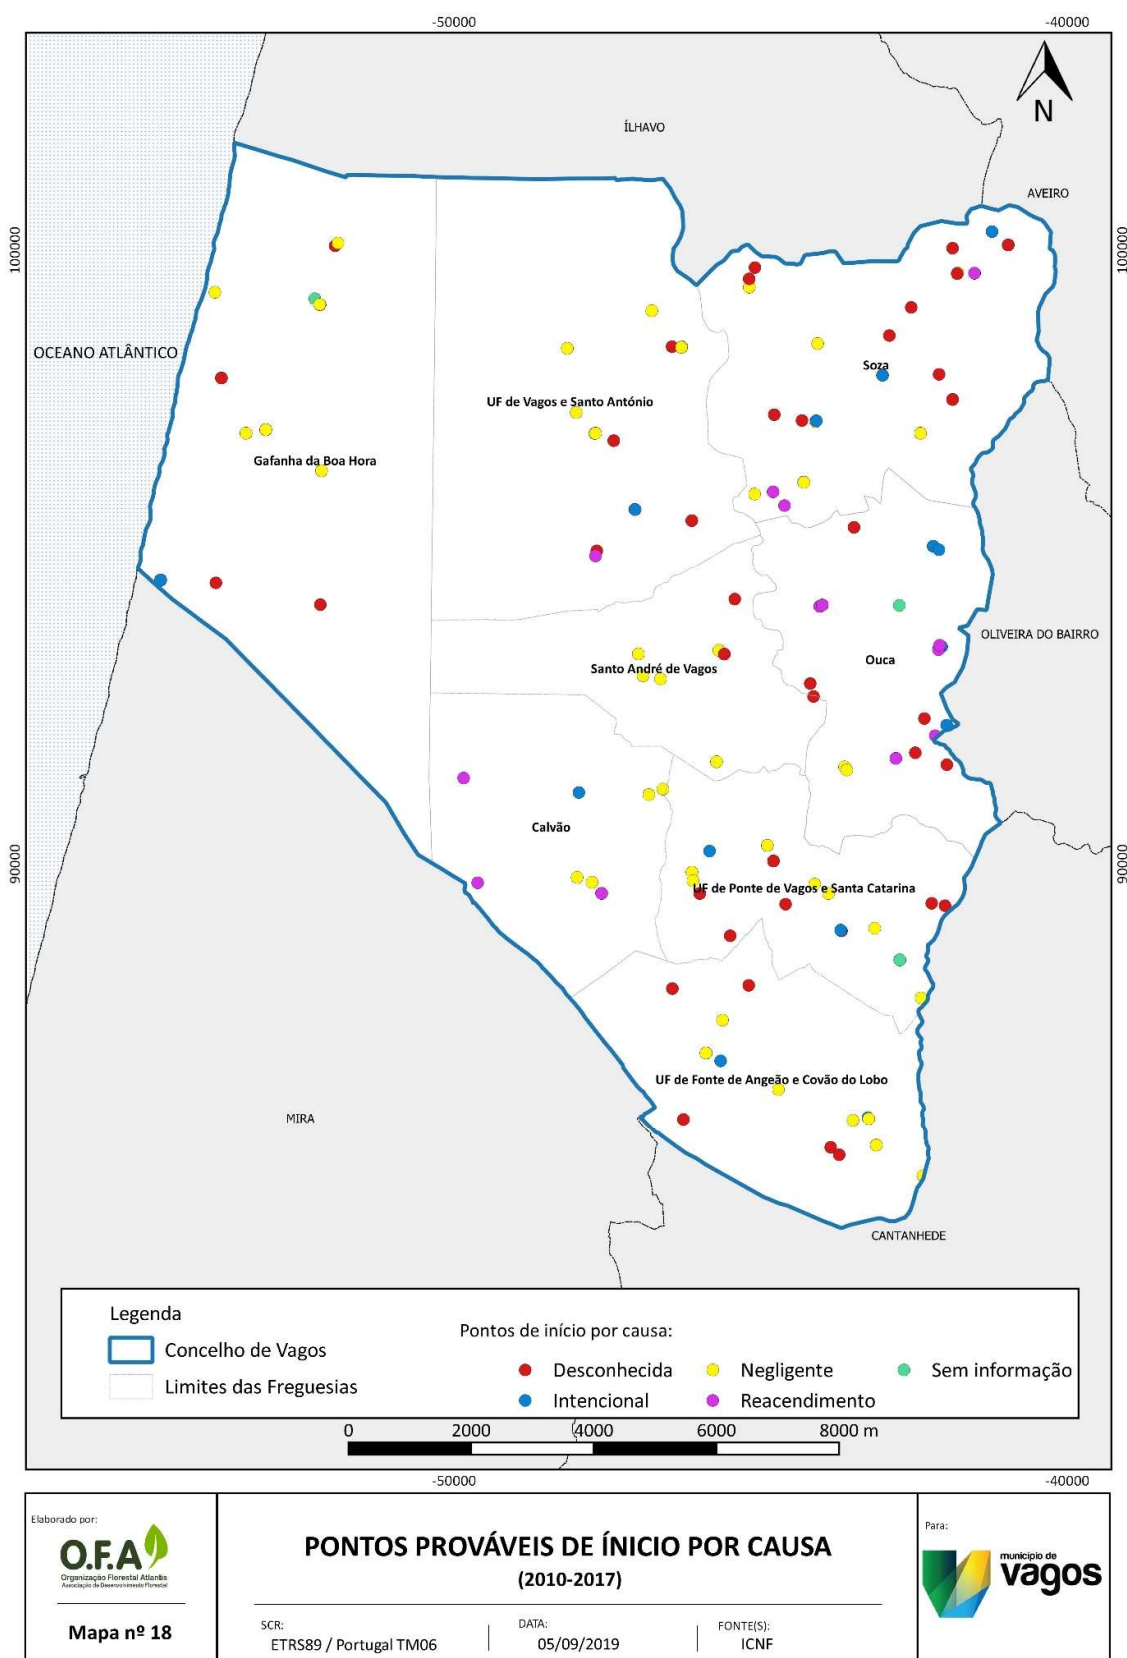 -50000 -40000
N
ÍLHAVO
AVEIRO
100000 100000
OCEANO ATLÂNTICO
Soza
UF de Vagos e Santo António
Gafanha da Boa Hora
OLIVEIRA DO BAIRRO
Ouca
Santo André de Vagos
Calvão
90000 90000
UF de Ponte de Vagos e Santa Catarina
UF de Fonte de Angeão e Covão do Lobo
MIRA
CANTANHEDE
Legenda
Concelho de Vagos
Limites das Freguesias
Pontos de início por causa:
Desconhecida Negligente Sem informação
Intencional Reacendimento
0 2000 4000 6000 8000 m
-50000 -40000
Elaborado por:
O.F.A
Organização Florestal Atlantis
Associação de Desenvolvimento Florestal
Mapa nº 18
PONTOS PROVÁVEIS DE ÍNICIO POR CAUSA
(2010-2017)
SCR:
ETRS89 / Portugal TM06
DATA:
05/09/2019
FONTE(S):
ICNF
Para:
município de
vagos